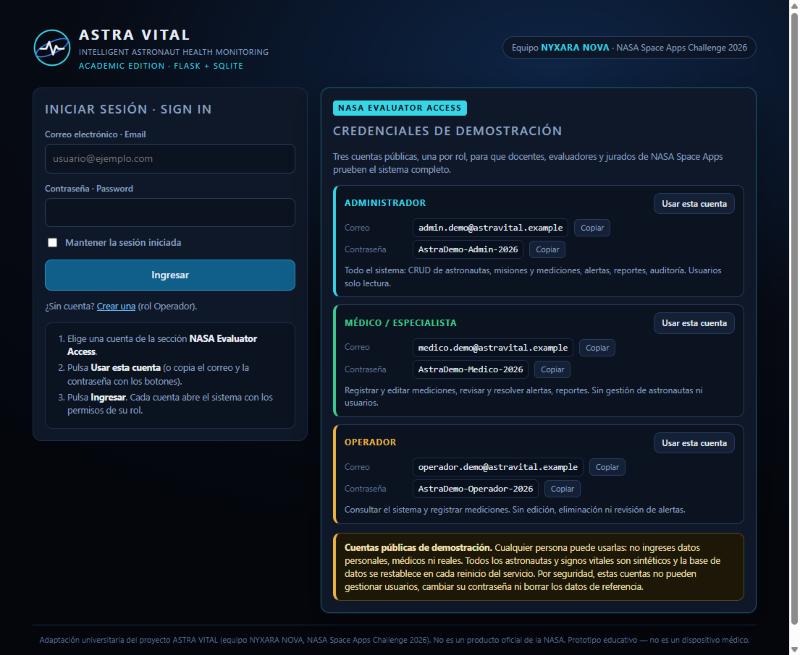 ASTRA VITAL
INTELLIGENT ASTRONAUT HEALTH MONITORING
ACADEMIC EDITION · FLASK + SQLITE
Equipo NYXARA NOVA · NASA Space Apps Challenge 2026
INICIAR SESIÓN · SIGN IN
Correo electrónico · Email
usuario@ejemplo.com
Contraseña · Password
Mantener la sesión iniciada
Ingresar
¿Sin cuenta? Crear una (rol Operador).
1. Elige una cuenta de la sección NASA Evaluator
Access.
2. Pulsa Usar esta cuenta (o copia el correo y la
contraseña con los botones).
3. Pulsa Ingresar. Cada cuenta abre el sistema con los
permisos de su rol.
NASA EVALUATOR ACCESS
CREDENCIALES DE DEMOSTRACIÓN
Tres cuentas públicas, una por rol, para que docentes, evaluadores y jurados de NASA Space Apps
prueben el sistema completo.
ADMINISTRADOR
Usar esta cuenta
Correo admin.demo@astravital.example Copiar
Contraseña AstraDemo-Admin-2026 Copiar
Todo el sistema: CRUD de astronautas, misiones y mediciones, alertas, reportes, auditoría. Usuarios
solo lectura.
MÉDICO / ESPECIALISTA
Usar esta cuenta
Correo medico.demo@astravital.example Copiar
Contraseña AstraDemo-Medico-2026 Copiar
Registrar y editar mediciones, revisar y resolver alertas, reportes. Sin gestión de astronautas ni
usuarios.
OPERADOR
Usar esta cuenta
Correo operador.demo@astravital.example Copiar
Contraseña AstraDemo-Operador-2026 Copiar
Consultar el sistema y registrar mediciones. Sin edición, eliminación ni revisión de alertas.
Cuentas públicas de demostración. Cualquier persona puede usarlas: no ingreses datos
personales, médicos ni reales. Todos los astronautas y signos vitales son sintéticos y la base de
datos se restablece en cada reinicio del servicio. Por seguridad, estas cuentas no pueden
gestionar usuarios, cambiar su contraseña ni borrar los datos de referencia.
Adaptación universitaria del proyecto ASTRA VITAL (equipo NYXARA NOVA, NASA Space Apps Challenge 2026). No es un producto oficial de la NASA. Prototipo educativo — no es un dispositivo médico.